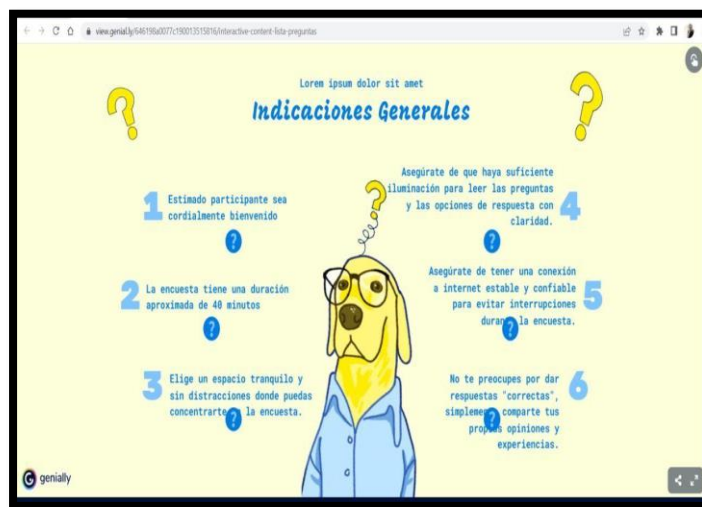 view.genial.ly/646198a0077c190013515816/interactive-content-lista-preguntas
Lorem ipsum dolor sit amet
Indicaciones Generales
1
Estimado participante sea
cordialmente bienvenido
2
La encuesta tiene una duración
aproximada de 40 minutos
3
Elige un espacio tranquilo y
sin distracciones donde puedas
concentrarte la encuesta.
4
Asegúrate de que haya suficiente
iluminación para leer las preguntas
y las opciones de respuesta con
claridad.
5
Asegúrate de tener una conexión
a internet estable y confiable
para evitar interrupciones
durante la encuesta.
6
No te preocupes por dar
respuestas "correctas",
simplemente comparte tus
propias opiniones y
experiencias.
genially